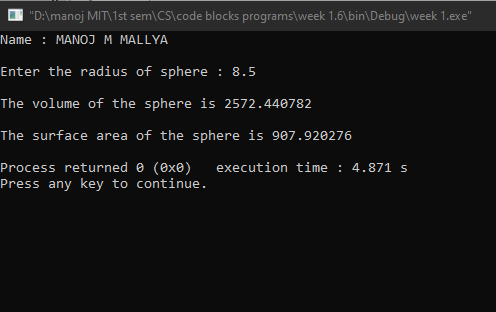 "D:\manoj MIT\1st sem\CS\code blocks programs\week 1.6\bin\Debug\week 1.exe"
Name : MANOJ M MALLYA
Enter the radius of sphere : 8.5
The volume of the sphere is 2572.440782
The surface area of the sphere is 907.920276
Process returned 0 (0x0)   execution time : 4.871 s
Press any key to continue.